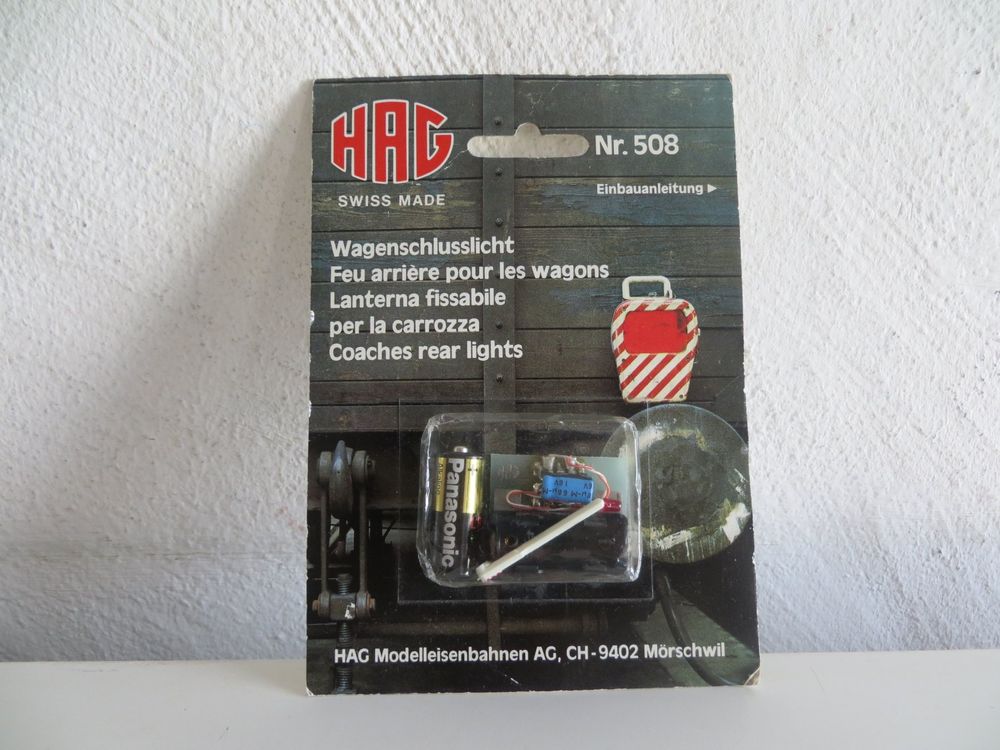 HAG
SWISS MADE
Nr. 508
Einbauanleitung ▶
Wagenschlusslicht
Feu arrière pour les wagons
Lanterna fissabile
per la carrozza
Coaches rear lights
Panasonic
HAG Modelleisenbahnen AG, CH-9402 Mörschwil